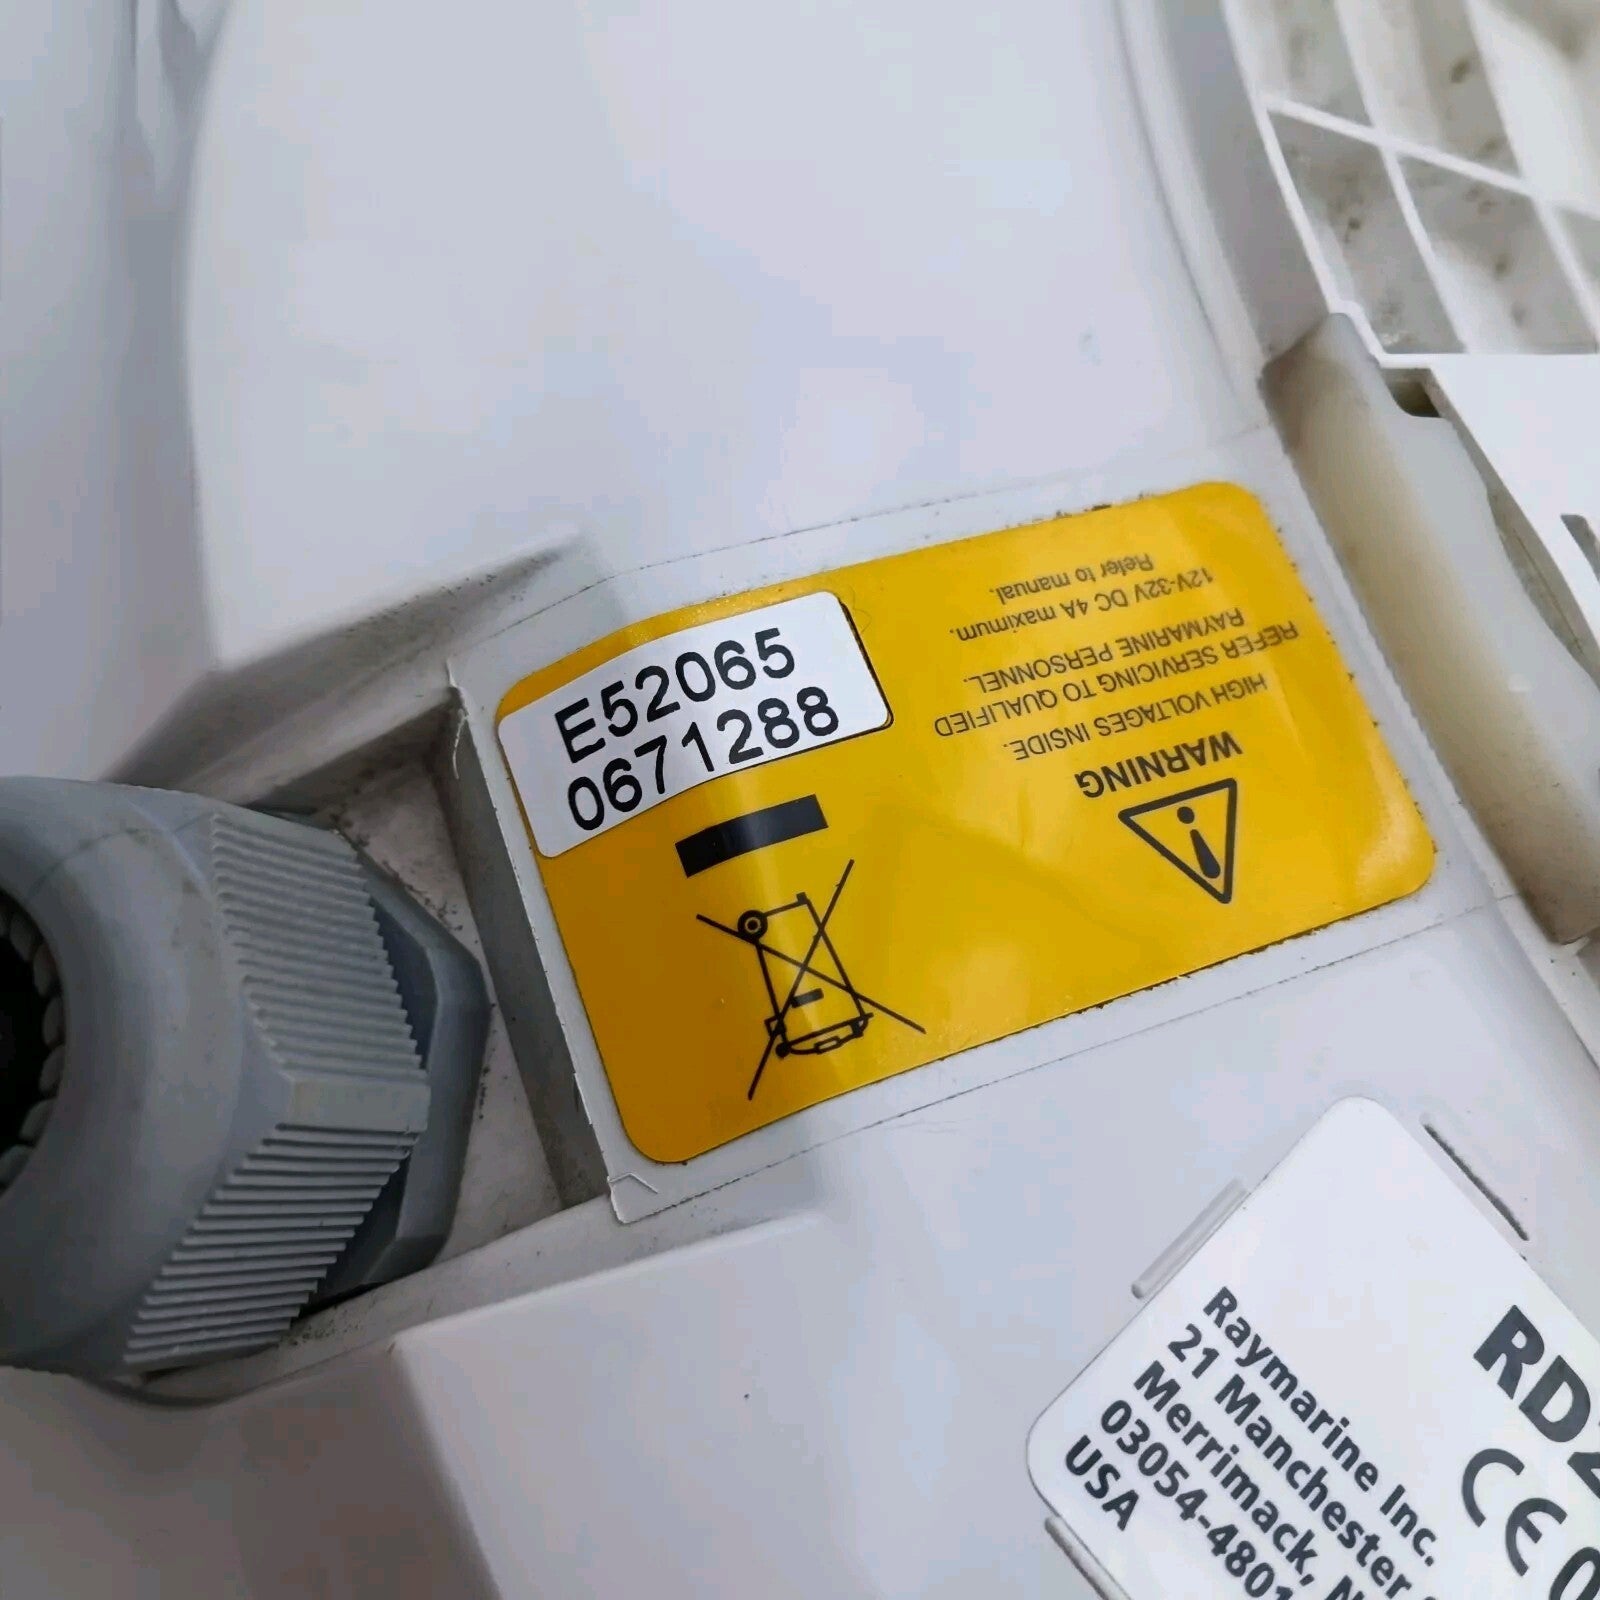 E52065
0671288
WARNING
HIGH VOLTAGES INSIDE.
REFER SERVICING TO QUALIFIED
RAYMARINE PERSONNEL.
12V-32V DC 4A maximum.
Refer to manual.
Raymarine Inc.
21 Manchester
Merrimack,
03054-4801
USA
CE